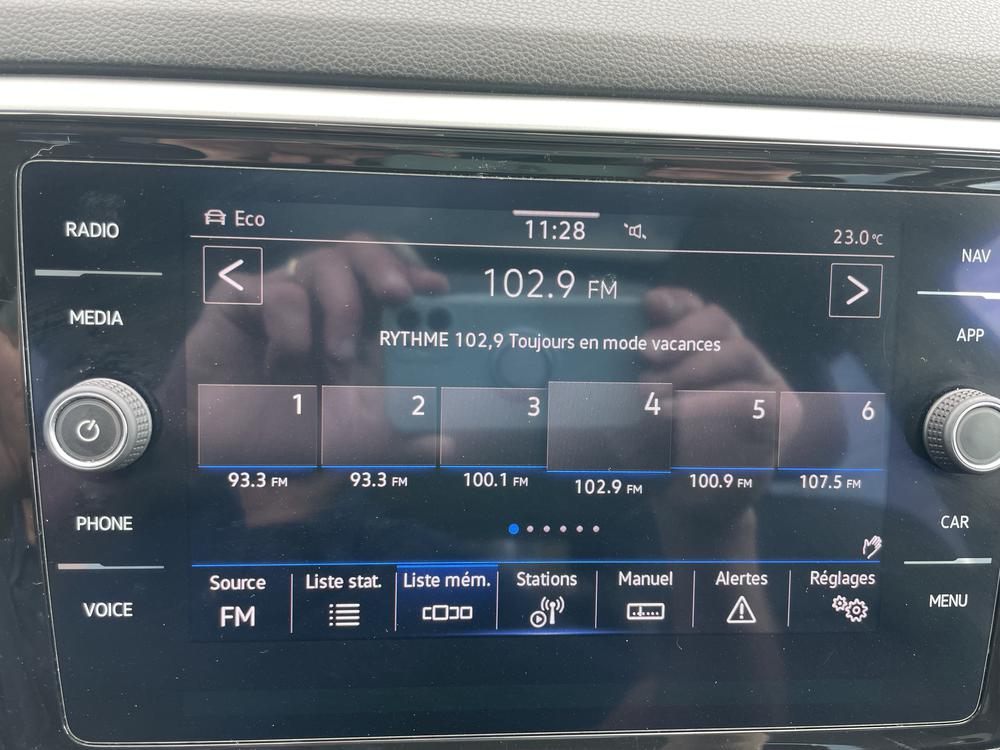 RADIO
MEDIA
PHONE
VOICE
Eco
11:28
23.0°C
<
102.9 FM
>
RYTHME 102,9 Toujours en mode vacances
1 2 3 4 5 6
93.3 FM 93.3 FM 100.1 FM 102.9 FM 100.9 FM 107.5 FM
Source Liste stat. Liste mém. Stations Manuel Alertes Réglages
FM
NAV
APP
CAR
MENU